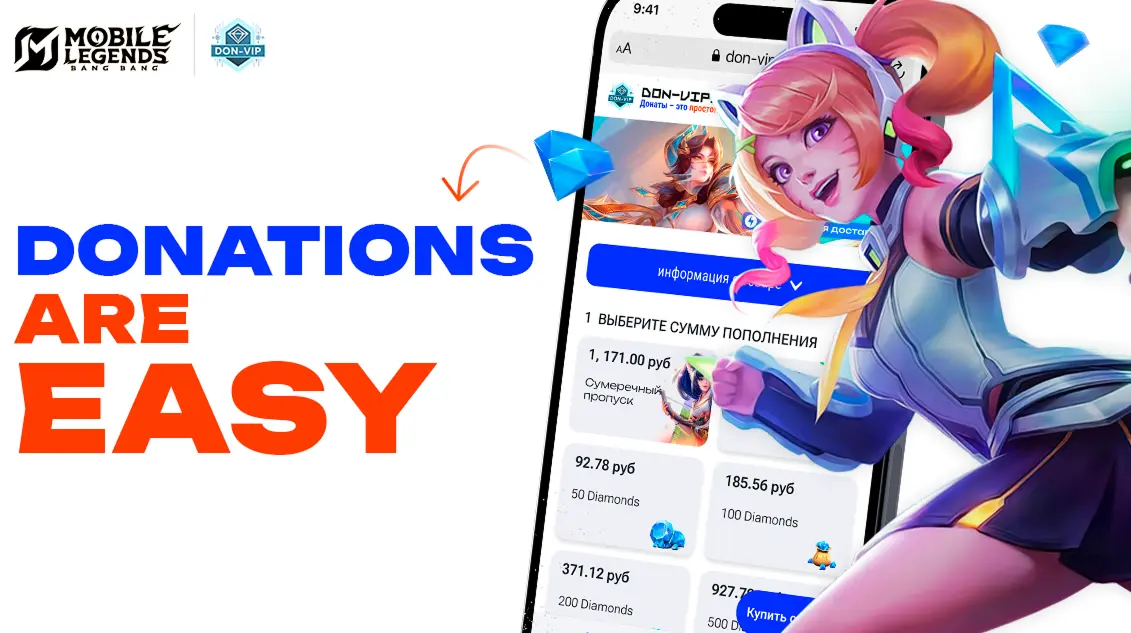 MOBILE
LEGENDS
BANG BANG
DON-VIP
DONATIONS
ARE
EASY
9:41
AA
don-vip
DON-VIP
DON-VIP.
Донаты – это просто
информация
1 ВЫБЕРИТЕ СУММУ ПОПОЛНЕНИЯ
1, 171.00 руб
Сумеречный
пропуск
92.78 руб
50 Diamonds
185.56 руб
100 Diamonds
371.12 руб
200 Diamonds
927.7
500 D
Купить